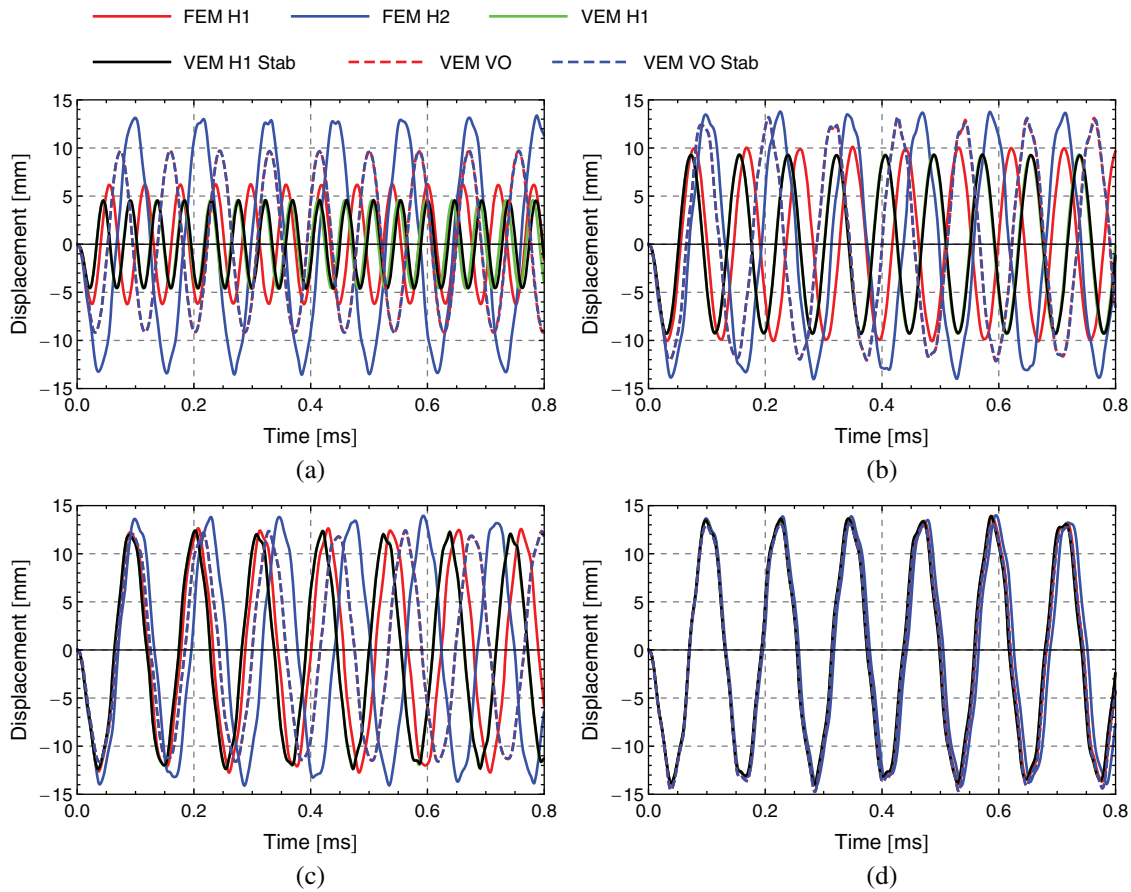 FEM H1 FEM H2 VEM H1
VEM H1 Stab VEM VO VEM VO Stab
15
10
5
0
−5
−10
−15
Displacement [mm]
0.0 0.2 0.4 0.6 0.8
Time [ms]
(a)
15
10
5
0
−5
−10
−15
Displacement [mm]
0.0 0.2 0.4 0.6 0.8
Time [ms]
(b)
15
10
5
0
−5
−10
−15
Displacement [mm]
0.0 0.2 0.4 0.6 0.8
Time [ms]
(c)
15
10
5
0
−5
−10
−15
Displacement [mm]
0.0 0.2 0.4 0.6 0.8
Time [ms]
(d)